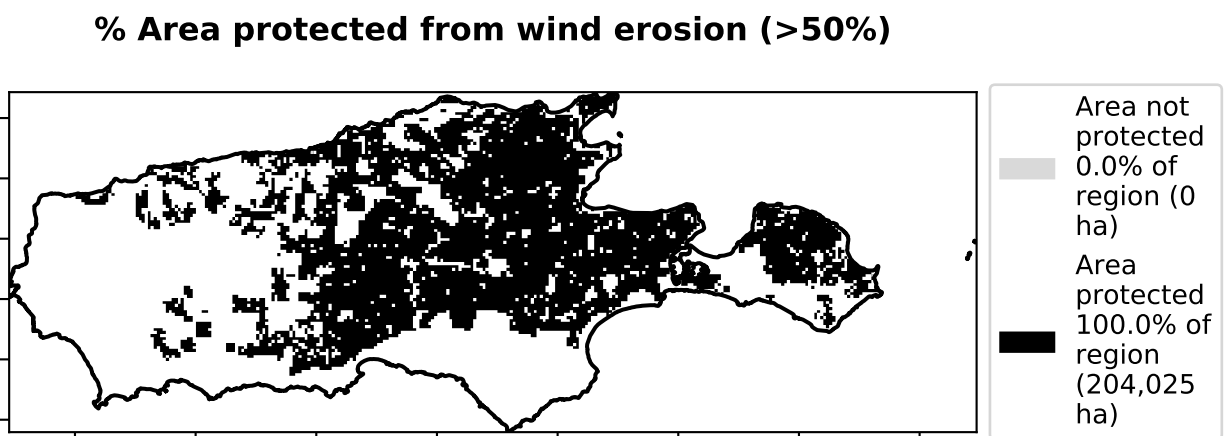 % Area protected from wind erosion (>50%)
Area not
protected
0.0% of
region (0
ha)
Area
protected
100.0% of
region
(204,025
ha)